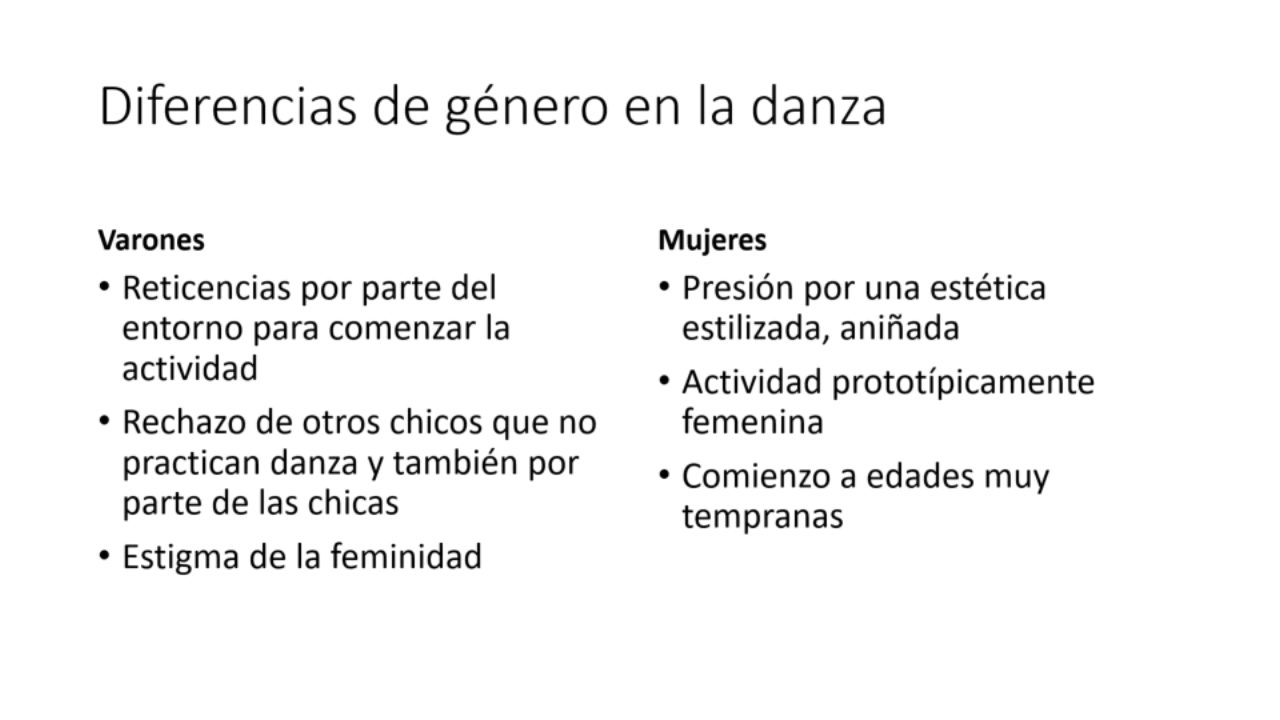 Diferencias de género en la danza
Varones
• Reticencias por parte del
entorno para comenzar la
actividad
• Rechazo de otros chicos que no
practican danza y también por
parte de las chicas
• Estigma de la feminidad
Mujeres
• Presión por una estética
estilizada, aniñada
• Actividad prototípicamente
femenina
• Comienzo a edades muy
tempranas